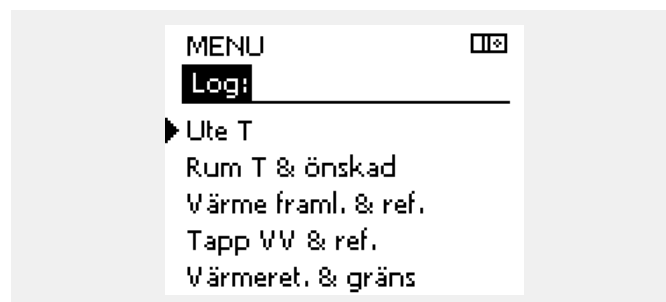 MENU
Log:
Ute T
Rum T & önskad
Värme framl. & ref.
Tapp VV & ref.
Värmeret. & gräns